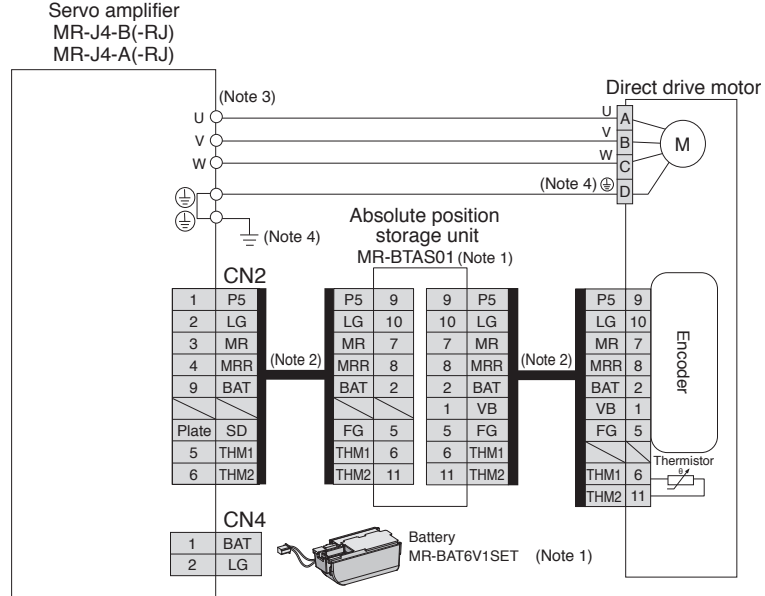 Servo amplifier
MR-J4-B(-RJ)
MR-J4-A(-RJ)
Direct drive motor
(Note 3)
U U A
V V B M
W W C
(Note 4) D
(Note 4)
Absolute position
storage unit
MR-BTAS01 (Note 1)
CN2
1 P5 P5 9 9 P5 P5 9
2 LG LG 10 10 LG LG 10
3 MR MR 7 7 MR MR 7
4 MRR (Note 2) MRR 8 8 MRR (Note 2) MRR 8
9 BAT BAT 2 2 BAT BAT 2
1 VB VB 1
Plate SD FG 5 5 FG FG 5
5 THM1 THM1 6 6 THM1
6 THM2 THM2 11 11 THM2 THM1 6
THM2 11
Encoder
Thermistor
θ
CN4
1 BAT
2 LG
Battery
MR-BAT6V1SET (Note 1)